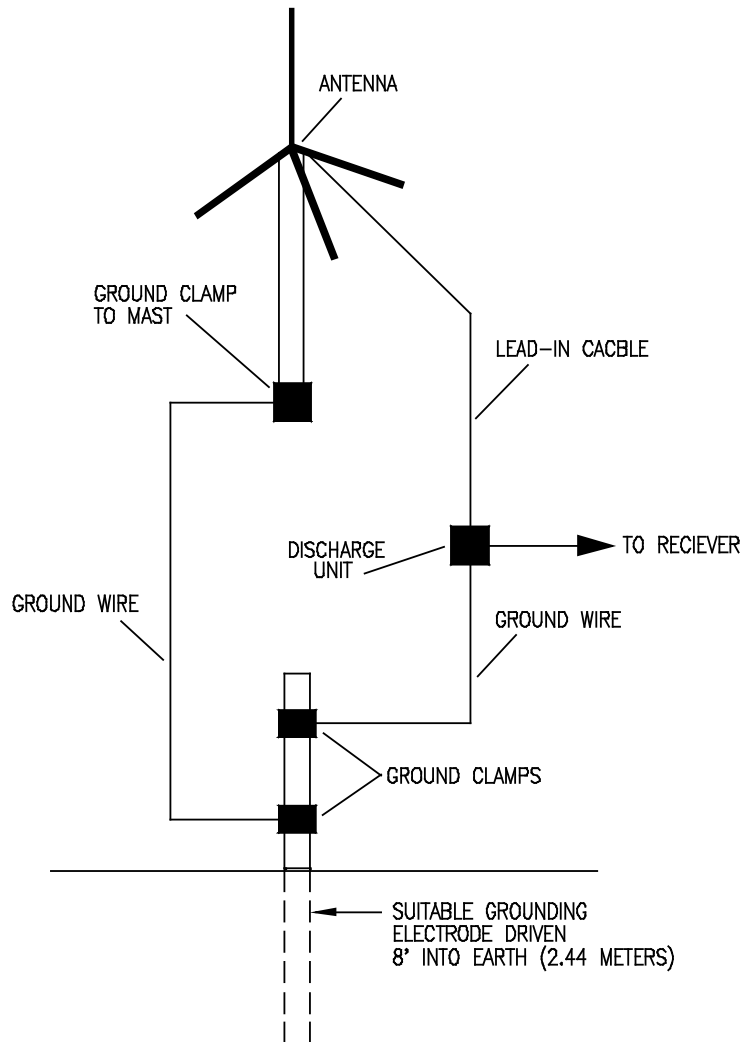 ANTENNA
GROUND CLAMP
TO MAST
LEAD-IN CACBLE
DISCHARGE
UNIT
TO RECIEVER
GROUND WIRE
GROUND WIRE
GROUND CLAMPS
SUITABLE GROUNDING
ELECTRODE DRIVEN
8' INTO EARTH (2.44 METERS)